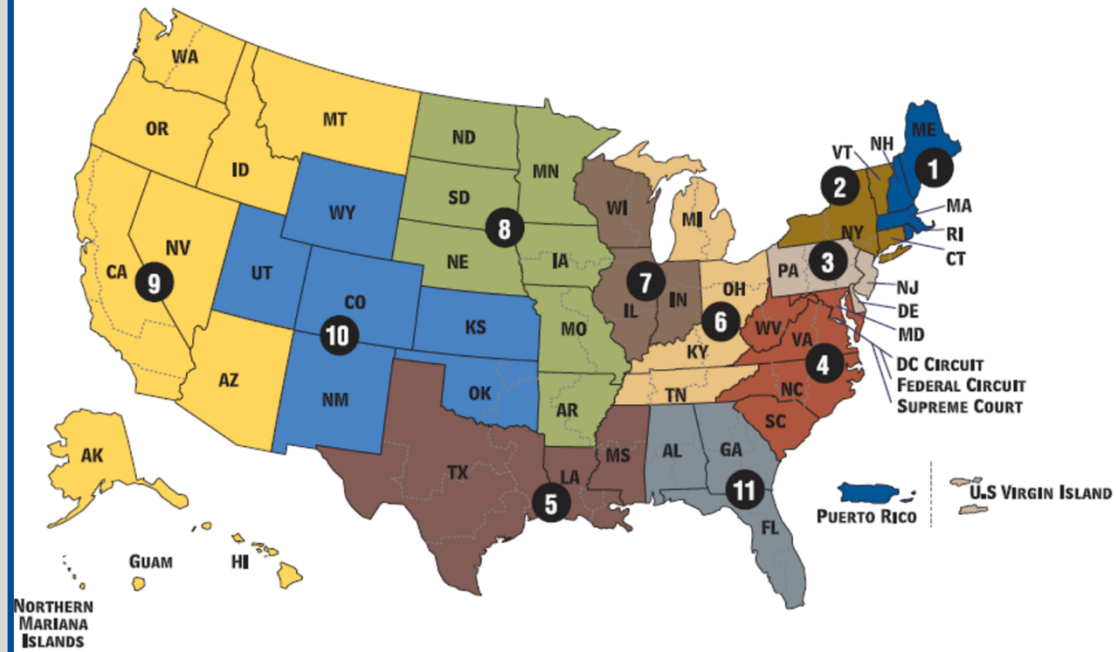 WA
MT
ND
MN
OR
ID
SD
WI
MI
VT
NH
ME
1
2
MA
NY
RI
CT
WY
8
NE
IA
NV
CA
9
UT
CO
10
KS
MO
7
IL
IN
OH
6
PA
3
NJ
DE
MD
WV
VA
4
DC CIRCUIT
FEDERAL CIRCUIT
SUPREME COURT
KY
AZ
NM
OK
AR
TN
NC
SC
TX
LA
5
MS
AL
GA
11
FL
AK
PUERTO RICO
U.S VIRGIN ISLAND
GUAM
HI
NORTHERN
MARIANA
ISLANDS